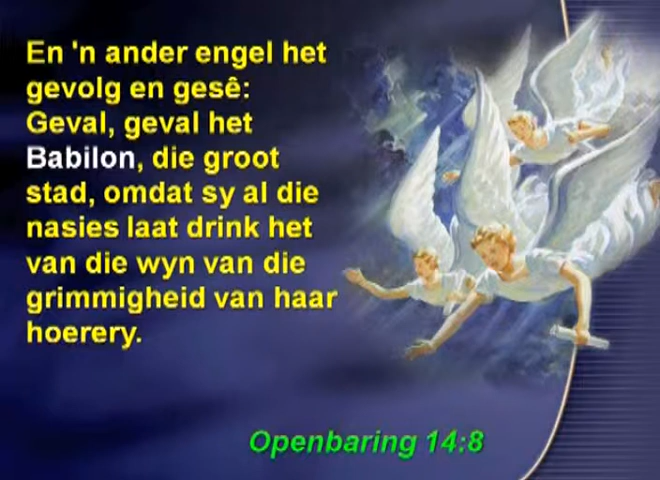 En 'n ander engel het
gevolg en gesê:
Geval, geval het
Babilon, die groot
stad, omdat sy al die
nasies laat drink het
van die wyn van die
grimmigheid van haar
hoerery.
Openbaring 14:8